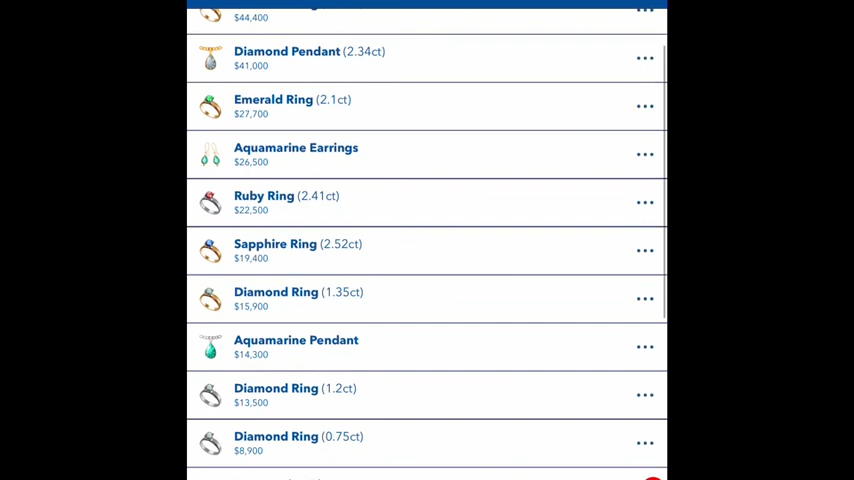 $44,400
Diamond Pendant (2.34ct)
$41,000
Emerald Ring (2.1ct)
$27,700
Aquamarine Earrings
$26,500
Ruby Ring (2.41ct)
$22,500
Sapphire Ring (2.52ct)
$19,400
Diamond Ring (1.35ct)
$15,900
Aquamarine Pendant
$14,300
Diamond Ring (1.2ct)
$13,500
Diamond Ring (0.75ct)
$8,900